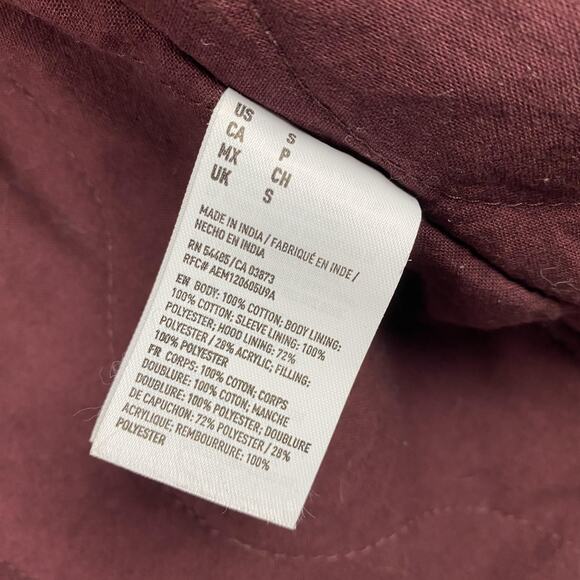 US S
CA P
MX CH
UK S
MADE IN INDIA / FABRIQUÉ EN INDE /
HECHO EN INDIA
RN 54485/CA 03873
RFC# AEM120605U9A
EW BODY: 100% COTTON; BODY LINING:
100% COTTON; SLEEVE LINING: 100%
POLYESTER; HOOD LINING: 72%
POLYESTER / 28% ACRYLIC, FILLING:
100% POLYESTER
FR CORPS: 100% COTON; CORPS
DOUBLURE: 100% COTON; MANCHE
DOUBLURE: 100% POLYESTER; DOUBLURE
DE CAPUCHON: 72% POLYESTER / 28%
ACRYLIQUE; REMBOURRURE: 100%
POLYESTER